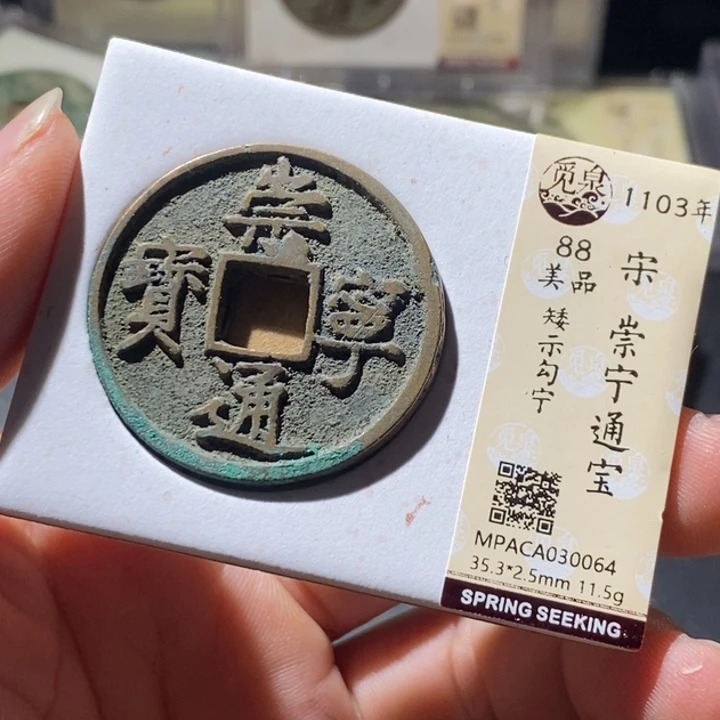 崇
寧
通
寶
觅泉
1103年
宋 崇宁通宝
88
美品
矮示勾宁
MPACA030064
35.3*2.5mm 11.5g
SPRING SEEKING